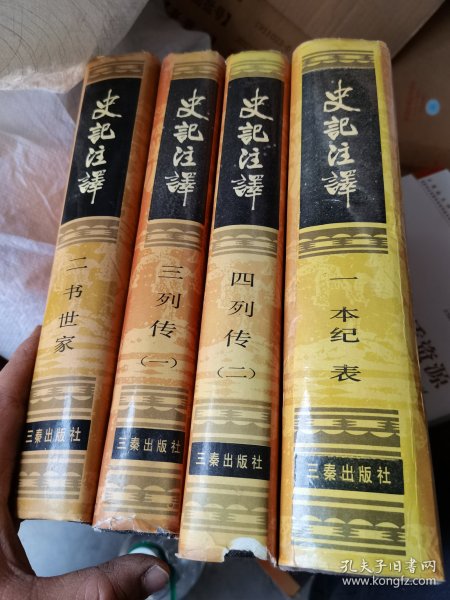 史記注譯
二 书 世家
三秦出版社
史記注譯
三 列传
（一）
三秦出版社
史記注譯
四 列传
（二）
三秦出版社
史記注譯
一 本纪 表
三秦出版社
孔夫子旧书网
www.kongfz.com